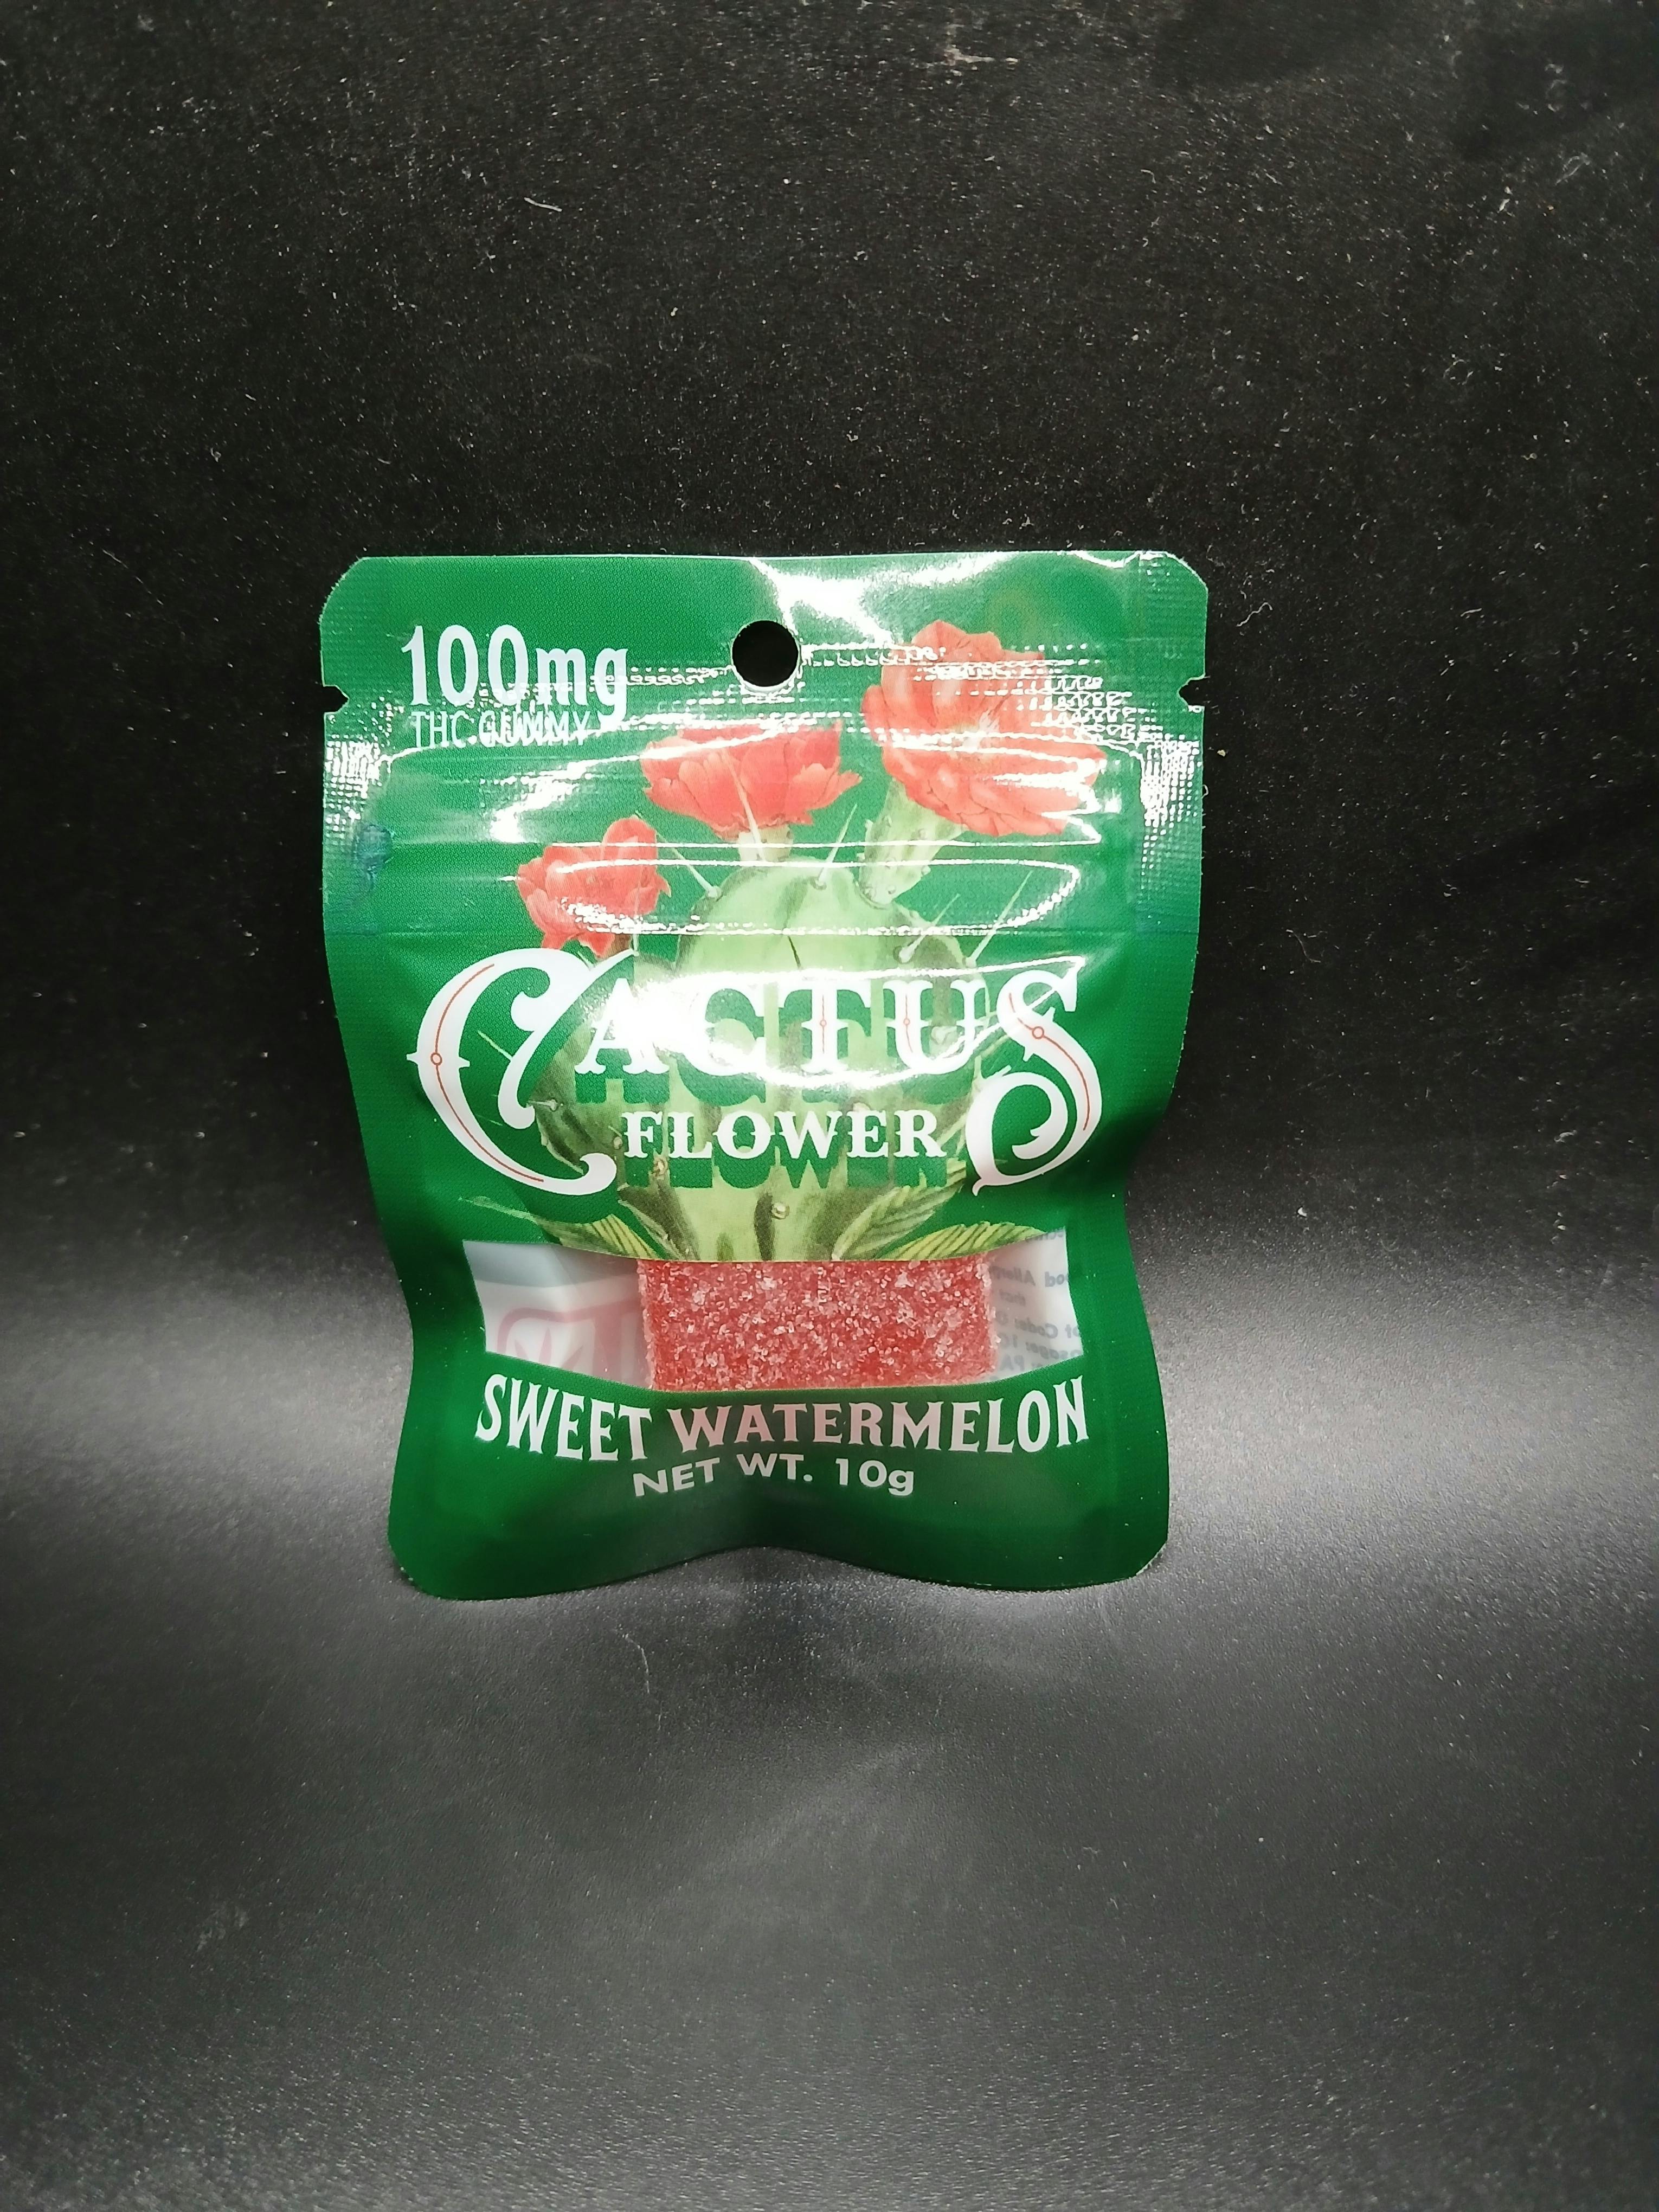 100mg
THC GUMMY
CACTUS
FLOWER
SWEET WATERMELON
NET WT. 10g